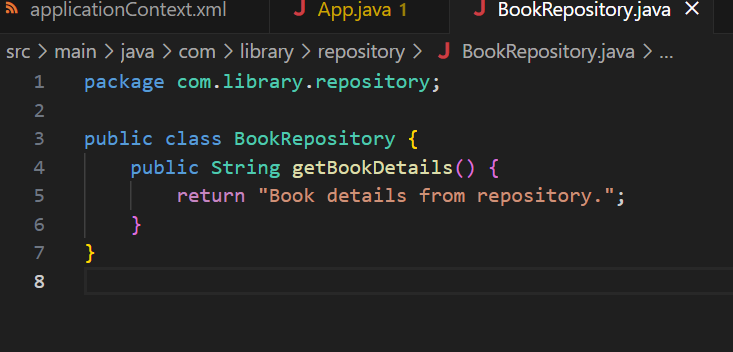 applicationContext.xml App.java 1 BookRepository.java
src > main > java > com > library > repository > BookRepository.java > ...
1 package com.library.repository;
2
3 public class BookRepository {
4     public String getBookDetails() {
5         return "Book details from repository.";
6     }
7 }
8